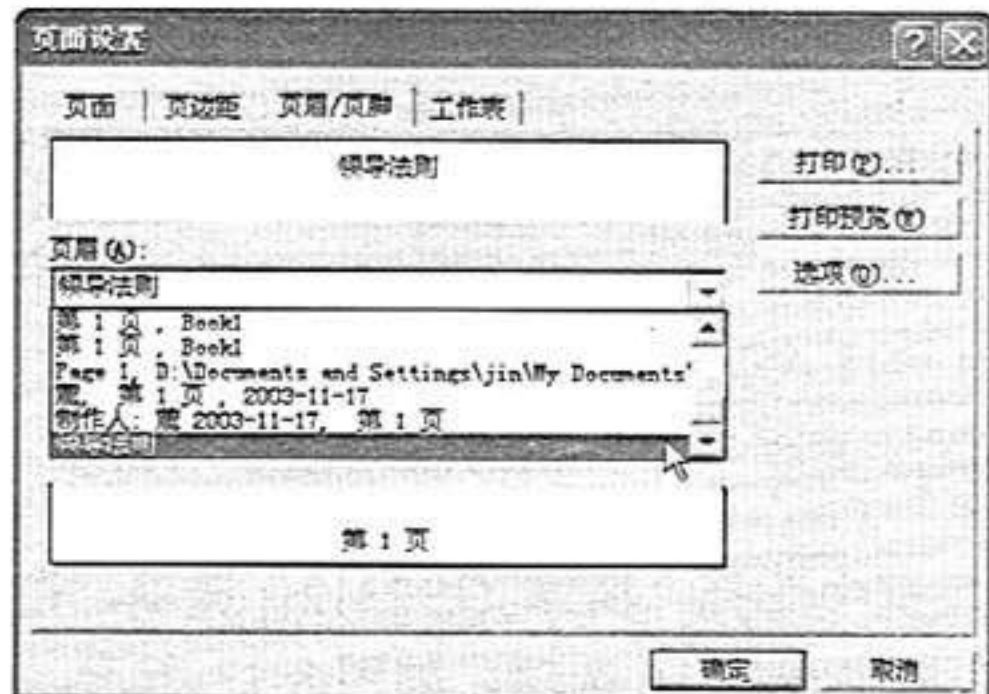 页面设置
页面 页边距 页眉/页脚 工作表
领导法则
打印(P)...
打印预览(W)
选项(O)...
页眉(A):
领导法则
第 1 页 , Book1
第 1 页 , Book1
Page 1, D:\Documents and Settings\jin\My Documents'
, 第 1 页 , 2003-11-17
制作人: 2003-11-17, 第 1 页
领导法则
第 1 页
确定 取消